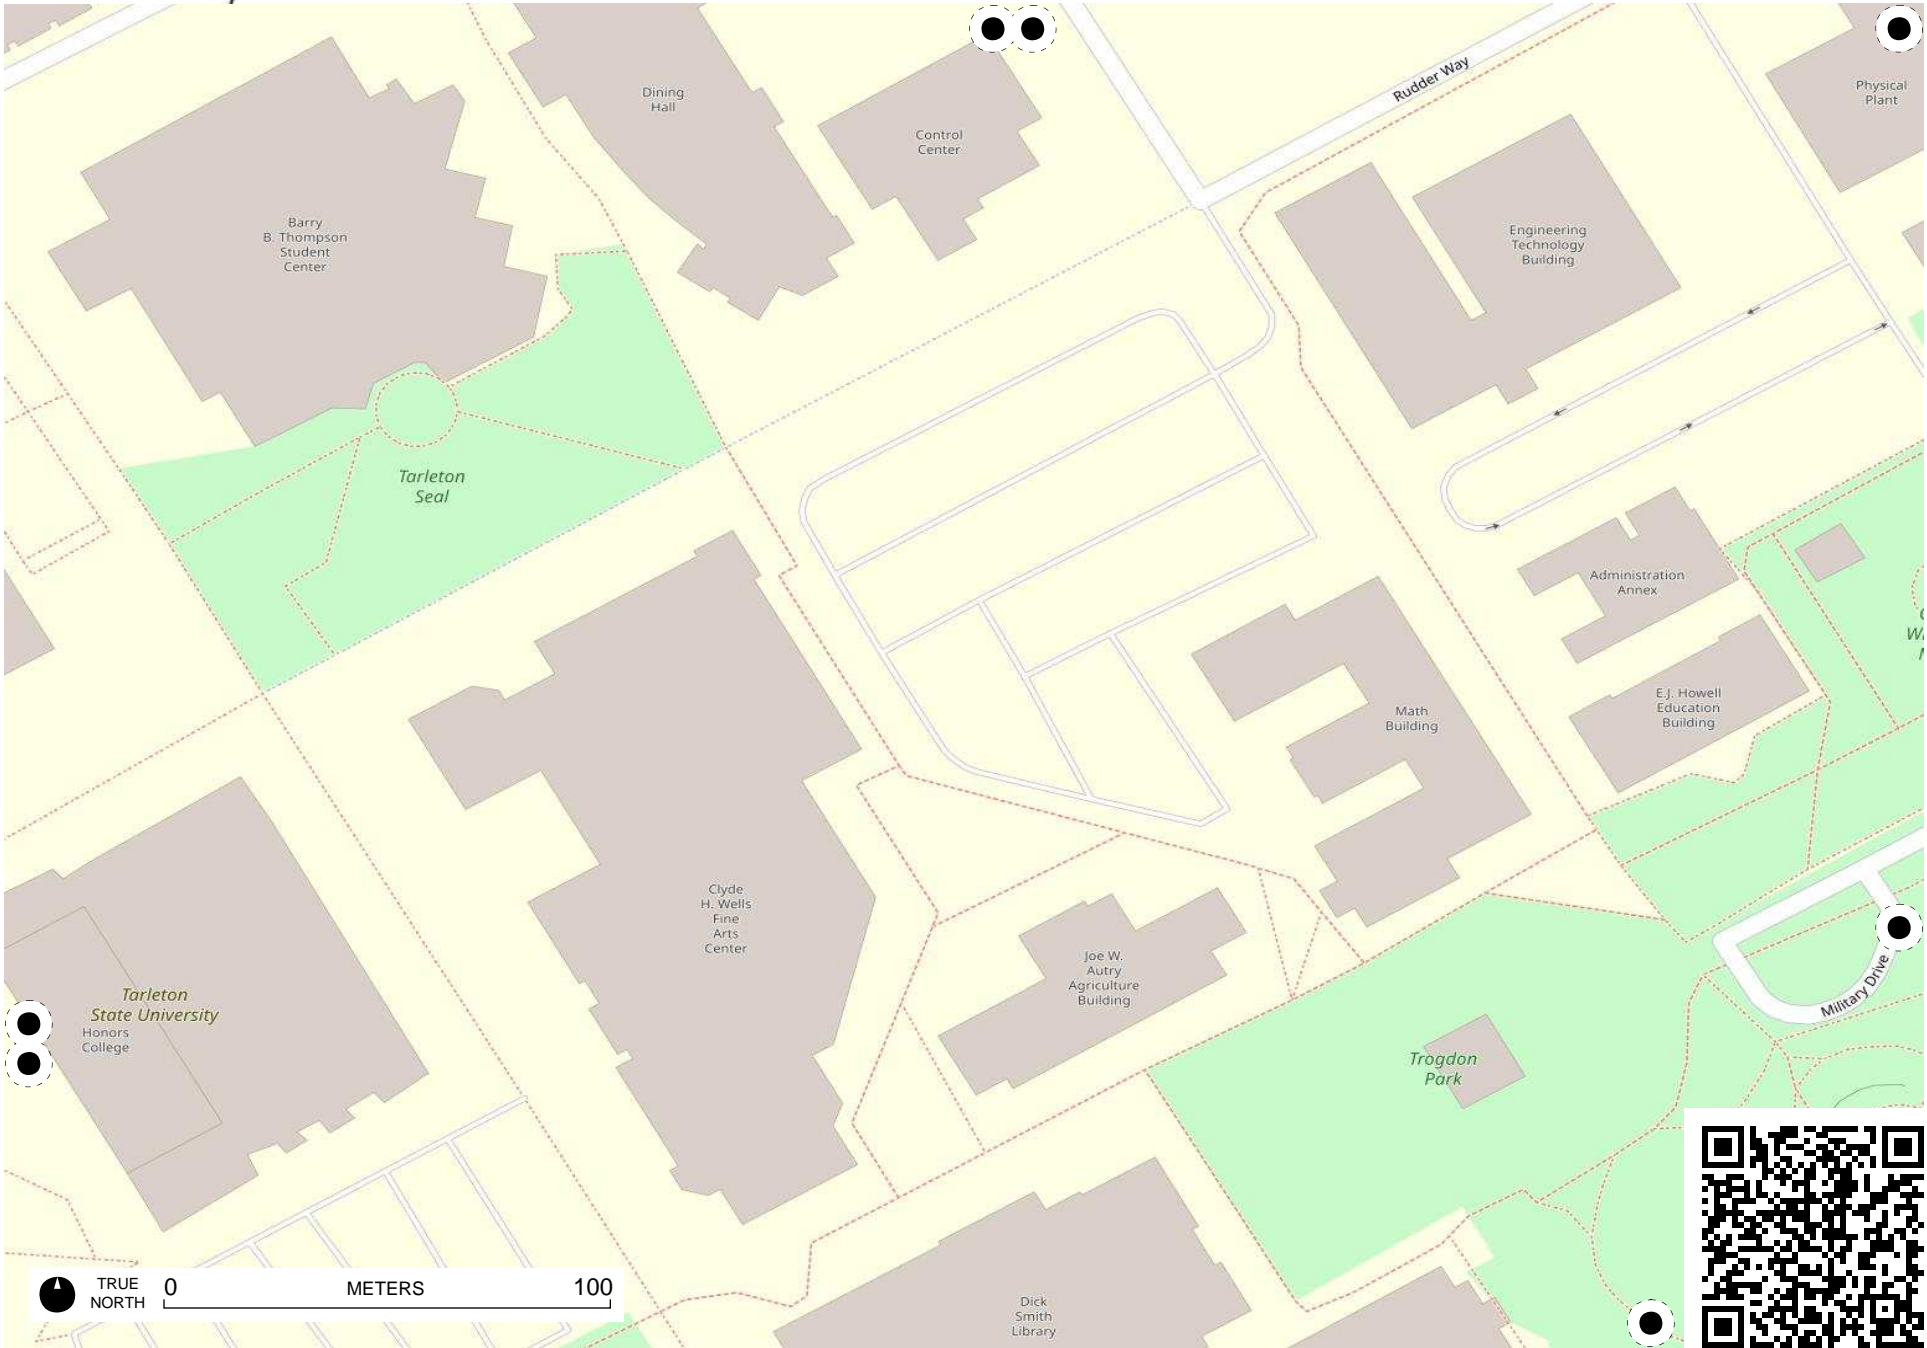 Dining
Hall
Rudder Way
Physical
Plant
Control
Center
Barry
B. Thompson
Student
Center
Engineering
Technology
Building
Tarleton
Seal
Administration
Annex
E.J. Howell
Education
Building
Math
Building
Clyde
H. Wells
Fine
Arts
Center
Joe W.
Autry
Agriculture
Building
Military Drive
Tarleton
State University
Honors
College
Trogdon
Park
TRUE
NORTH
0 METERS 100
Dick
Smith
Library